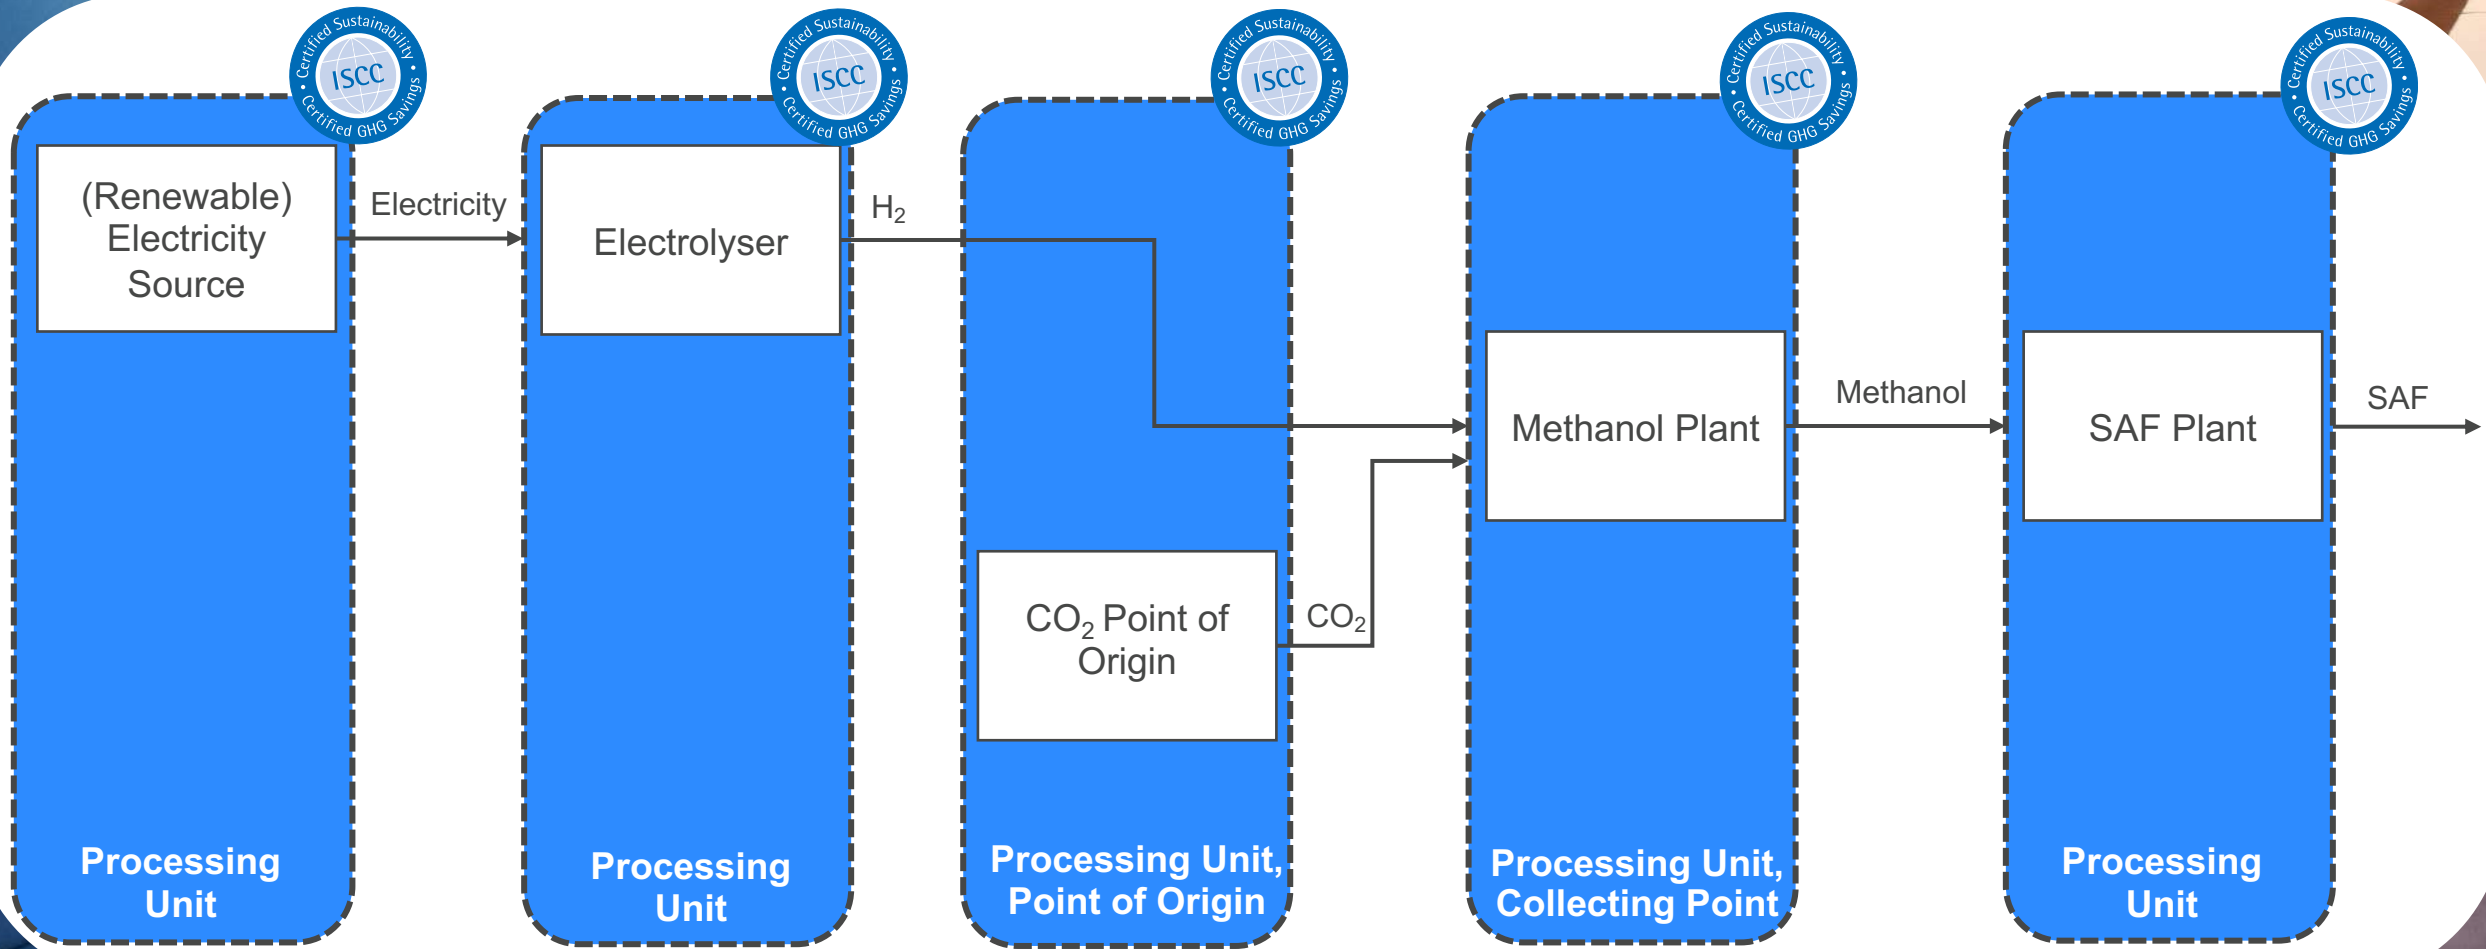 Certified Sustainability
ISCC
Certified GHG Savings
Certified Sustainability
ISCC
Certified GHG Savings
Certified Sustainability
ISCC
Certified GHG Savings
Certified Sustainability
ISCC
Certified GHG Savings
Certified Sustainability
ISCC
Certified GHG Savings
(Renewable)
Electricity
Source
Electricity
Electrolyser
H₂
CO₂ Point of
Origin
CO₂
Methanol Plant
Methanol
SAF Plant
SAF
Processing
Unit
Processing
Unit
Processing Unit,
Point of Origin
Processing Unit,
Collecting Point
Processing
Unit